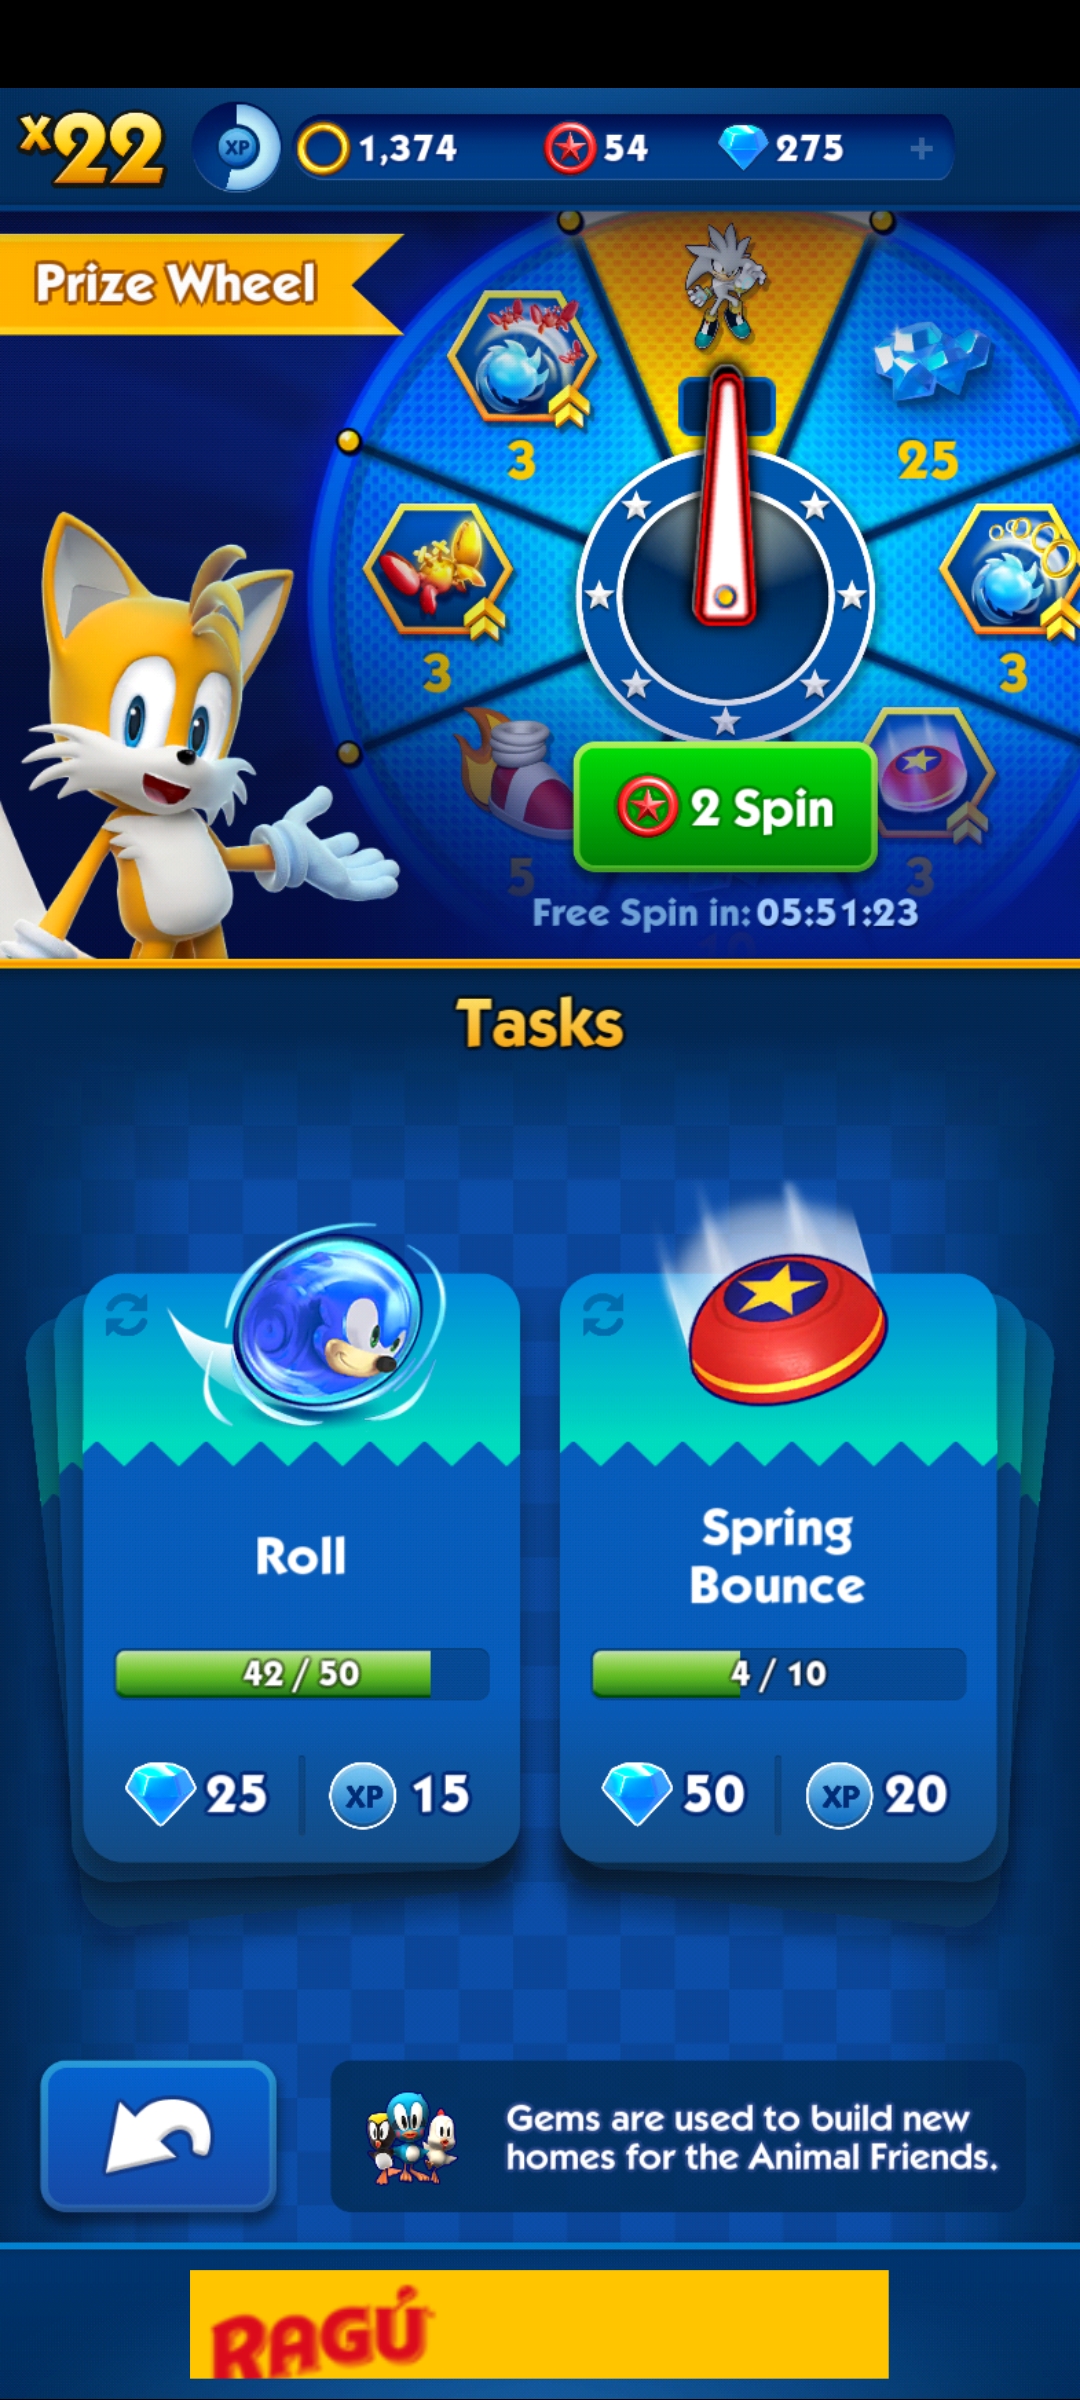 x22
XP
1,374
54
275
+
Prize Wheel
3
25
3
3
2 Spin
5
3
Free Spin in: 05:51:23
10
Tasks
Roll
Spring
Bounce
42 / 50
4 / 10
25
XP 15
50
XP 20
Gems are used to build new
homes for the Animal Friends.
RAGÚ